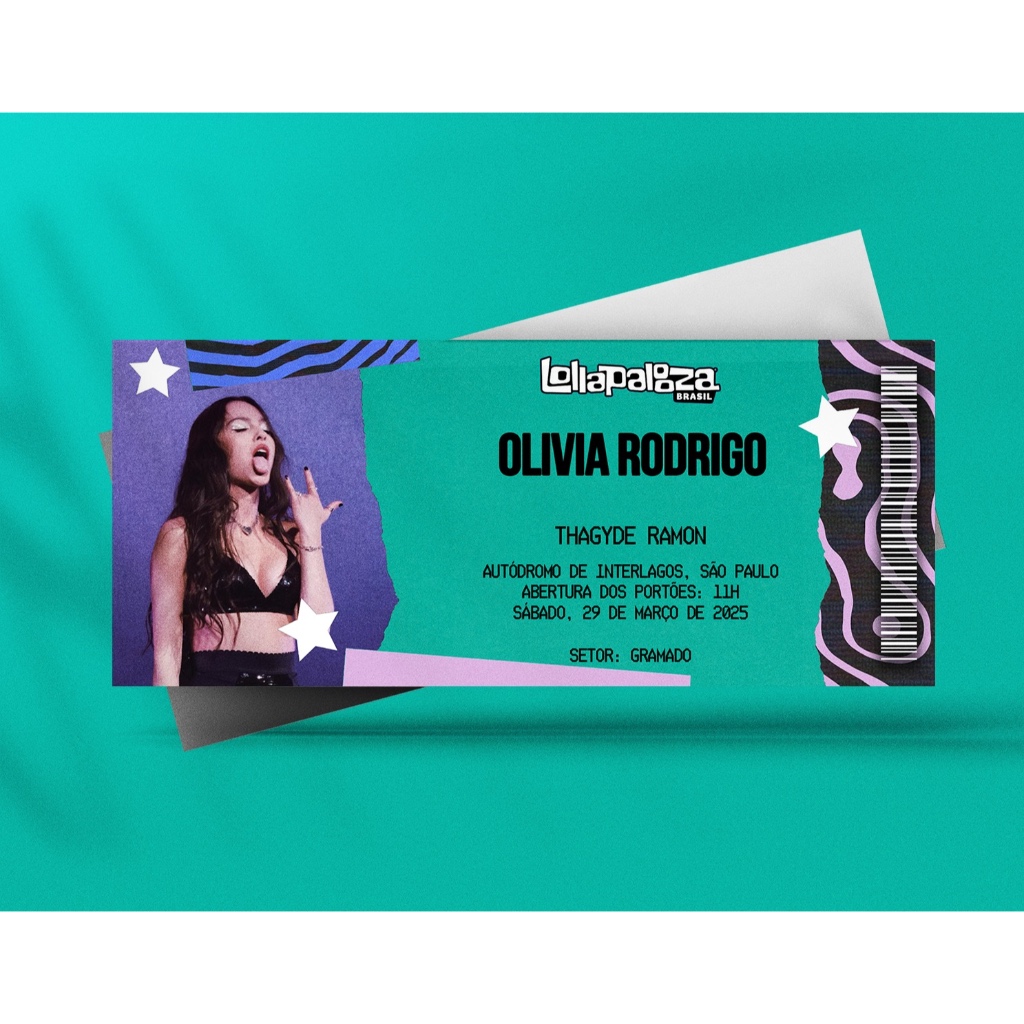 Lollapalooza
BRASIL
OLIVIA RODRIGO
THAGYDE RAMON
AUTÓDROMO DE INTERLAGOS, SÃO PAULO
ABERTURA DOS PORTÕES: 11H
SÁBADO, 29 DE MARÇO DE 2025
SETOR: GRAMADO